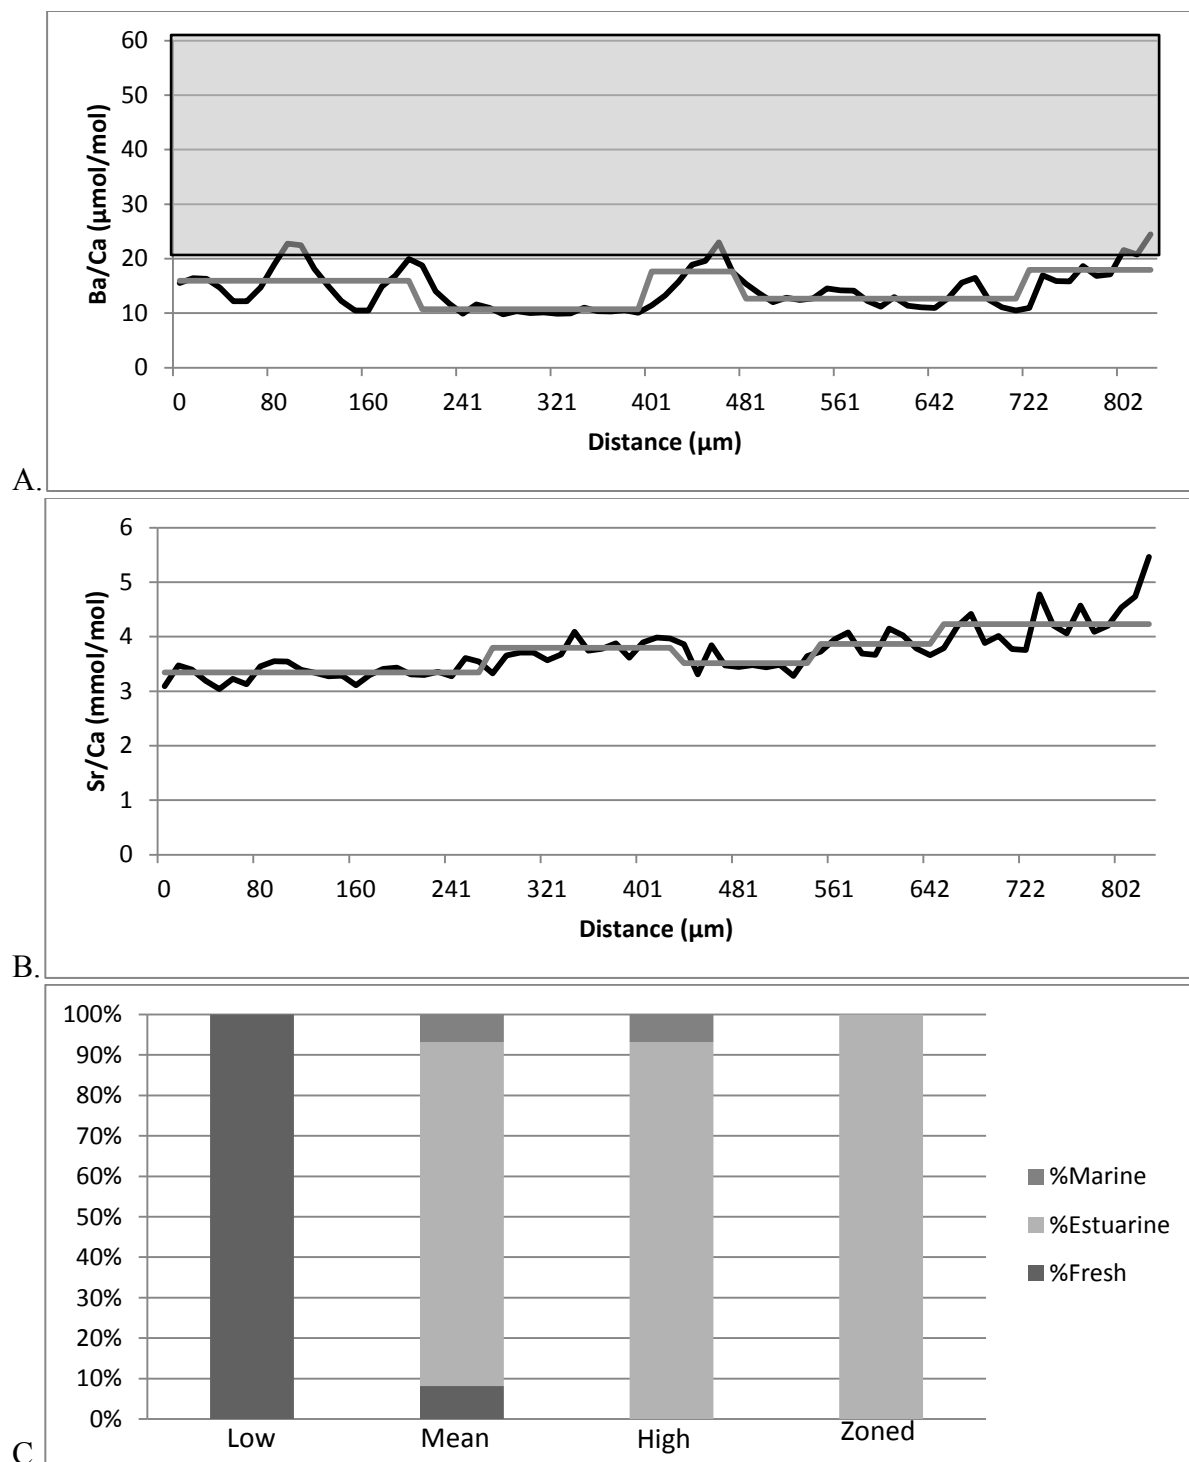 60
50
40
30
20
10
0
Ba/Ca (µmol/mol)
0 80 160 241 321 401 481 561 642 722 802
Distance (µm)
A.
6
5
4
3
2
1
0
Sr/Ca (mmol/mol)
0 80 160 241 321 401 481 561 642 722 802
Distance (µm)
B.
100%
90%
80%
70%
60%
50%
40%
30%
20%
10%
0%
Low Mean High Zoned
%Marine
%Estuarine
%Fresh
C